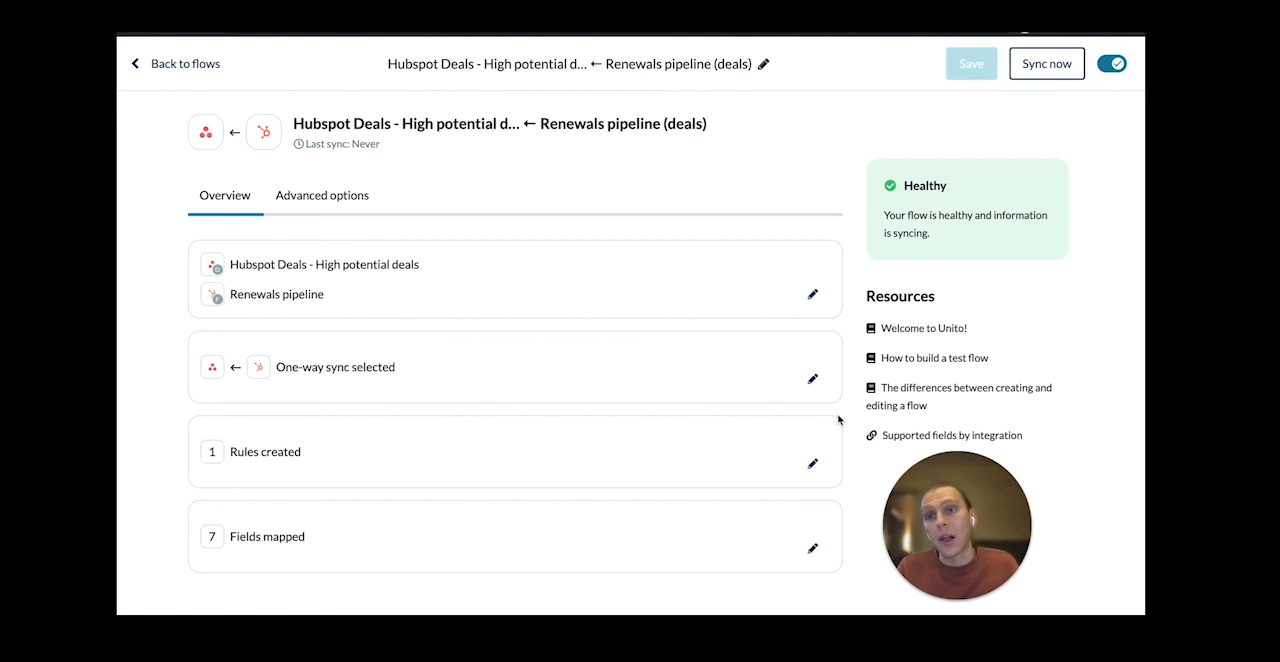 Back to flows
Hubspot Deals - High potential d... ← Renewals pipeline (deals)
Save
Sync now
Hubspot Deals - High potential d... ← Renewals pipeline (deals)
Last sync: Never
Overview
Advanced options
Hubspot Deals - High potential deals
Renewals pipeline
← One-way sync selected
1 Rules created
7 Fields mapped
Healthy
Your flow is healthy and information
is syncing.
Resources
Welcome to Unito!
How to build a test flow
The differences between creating and
editing a flow
Supported fields by integration